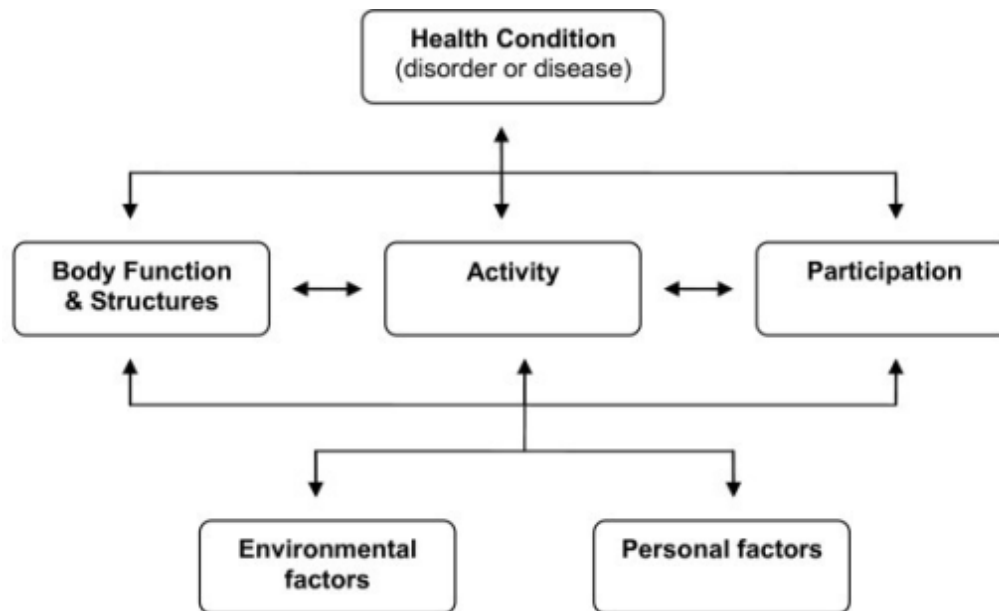 Health Condition
(disorder or disease)
Body Function
& Structures
Activity
Participation
Environmental
factors
Personal factors